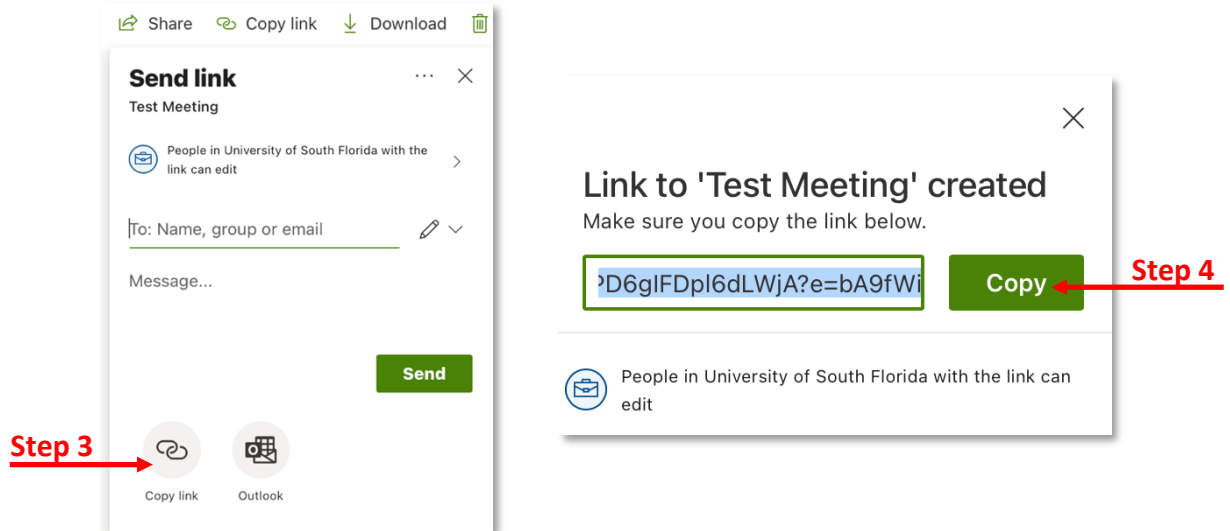 Share Copy link Download
Send link
Test Meeting
People in University of South Florida with the
link can edit
To: Name, group or email
Message...
Send
Step 3
Copy link Outlook
Link to 'Test Meeting' created
Make sure you copy the link below.
Copy
Step 4
People in University of South Florida with the link can
edit